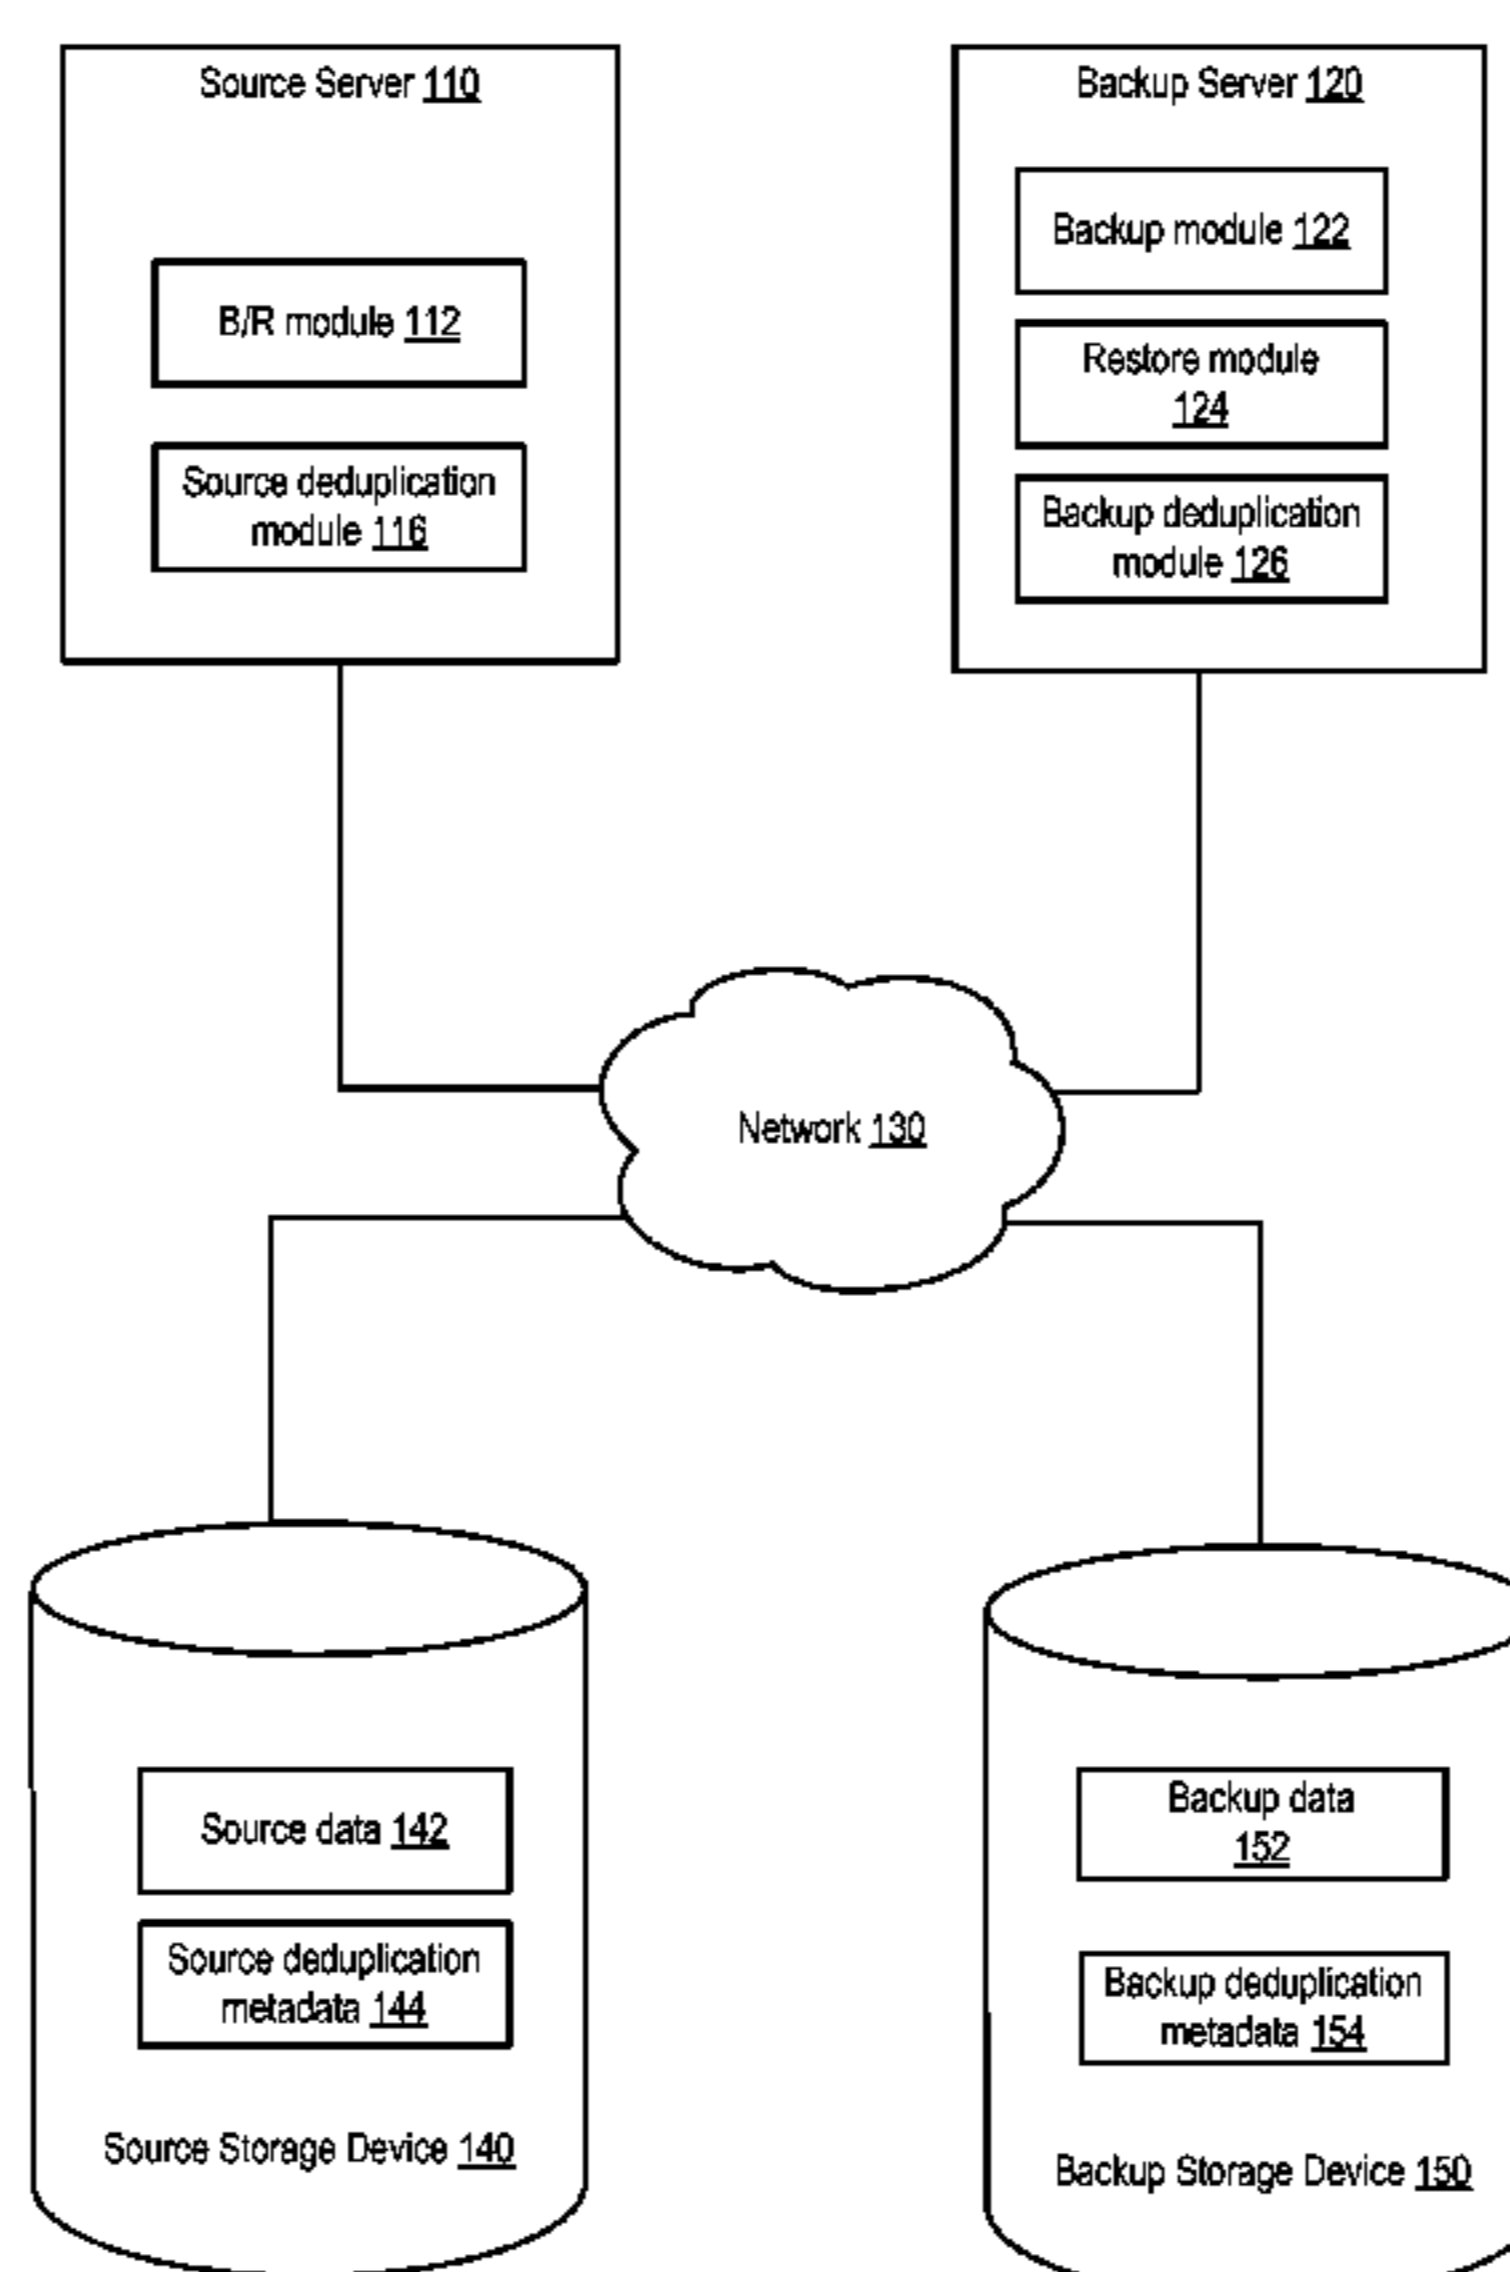 Source Server 110
B/R module 112
Source deduplication
module 116
Backup Server 120
Backup module 122
Restore module
124
Backup deduplication
module 126
Network 130
Source data 142
Source deduplication
metadata 144
Source Storage Device 140
Backup data
152
Backup deduplication
metadata 154
Backup Storage Device 150